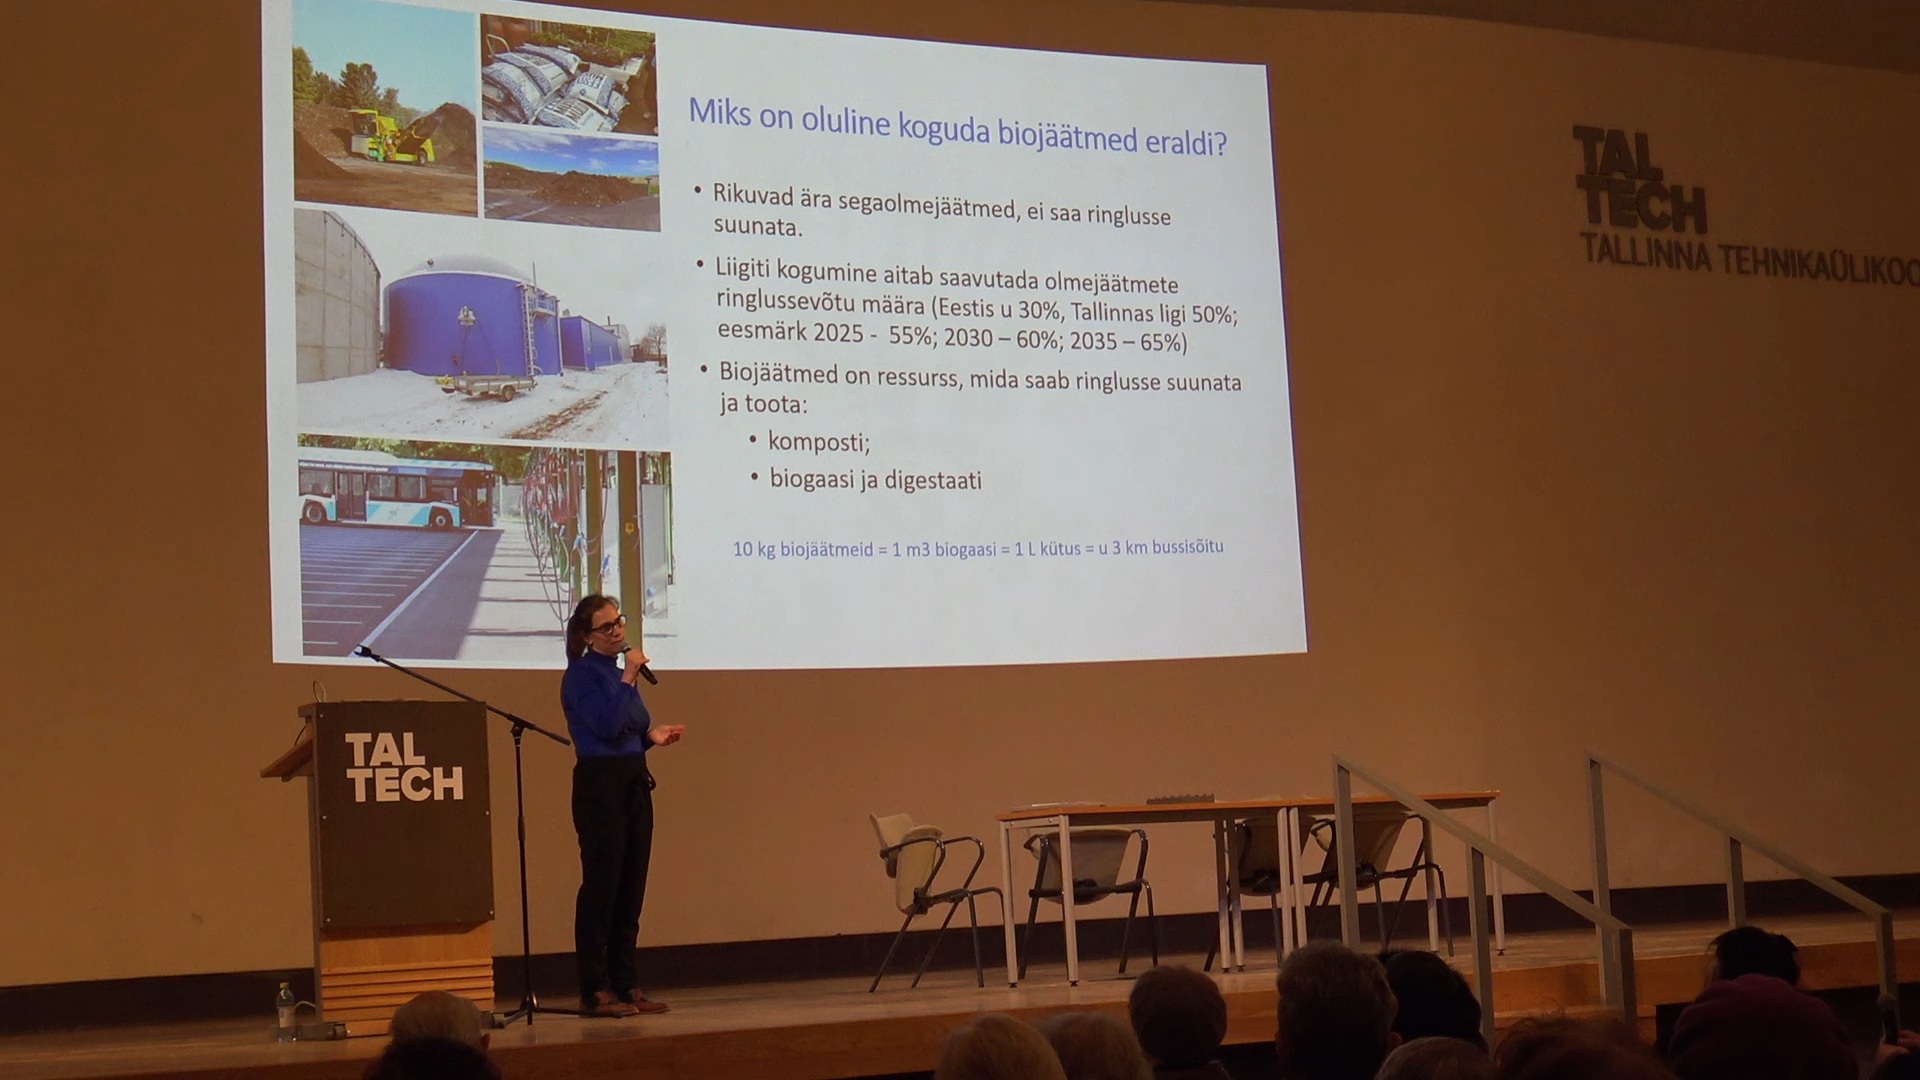 Miks on oluline koguda biojäätmed eraldi?
• Rikuvad ära segaolmejäätmed, ei saa ringlusse
suunata.
• Liigiti kogumine aitab saavutada olmejäätmete
ringlussevõtu määra (Eestis u 30%, Tallinnas ligi 50%;
eesmärk 2025 - 55%; 2030 – 60%; 2035 – 65%)
• Biojäätmed on ressurss, mida saab ringlusse suunata
ja toota:
• komposti;
• biogaasi ja digestaati
10 kg biojäätmeid = 1 m3 biogaasi = 1 L kütus = u 3 km bussisõitu
TAL
TECH
TALLINNA TEHNIKAÜLIKOO
TAL
TECH